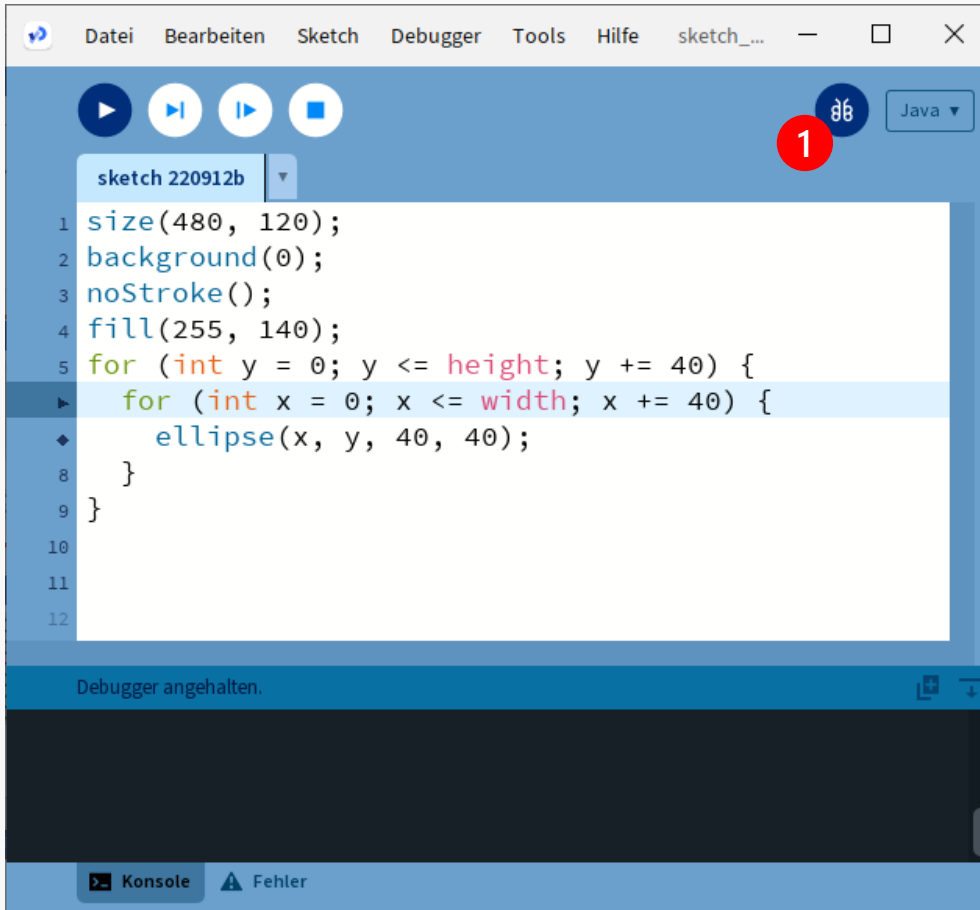 Datei Bearbeiten Sketch Debugger Tools Hilfe sketch_...
1
Java
sketch 220912b
1 size(480, 120);
2 background(0);
3 noStroke();
4 fill(255, 140);
5 for (int y = 0; y <= height; y += 40) {
for (int x = 0; x <= width; x += 40) {
ellipse(x, y, 40, 40);
8 }
9 }
10
11
12
Debugger angehalten.
Konsole Fehler